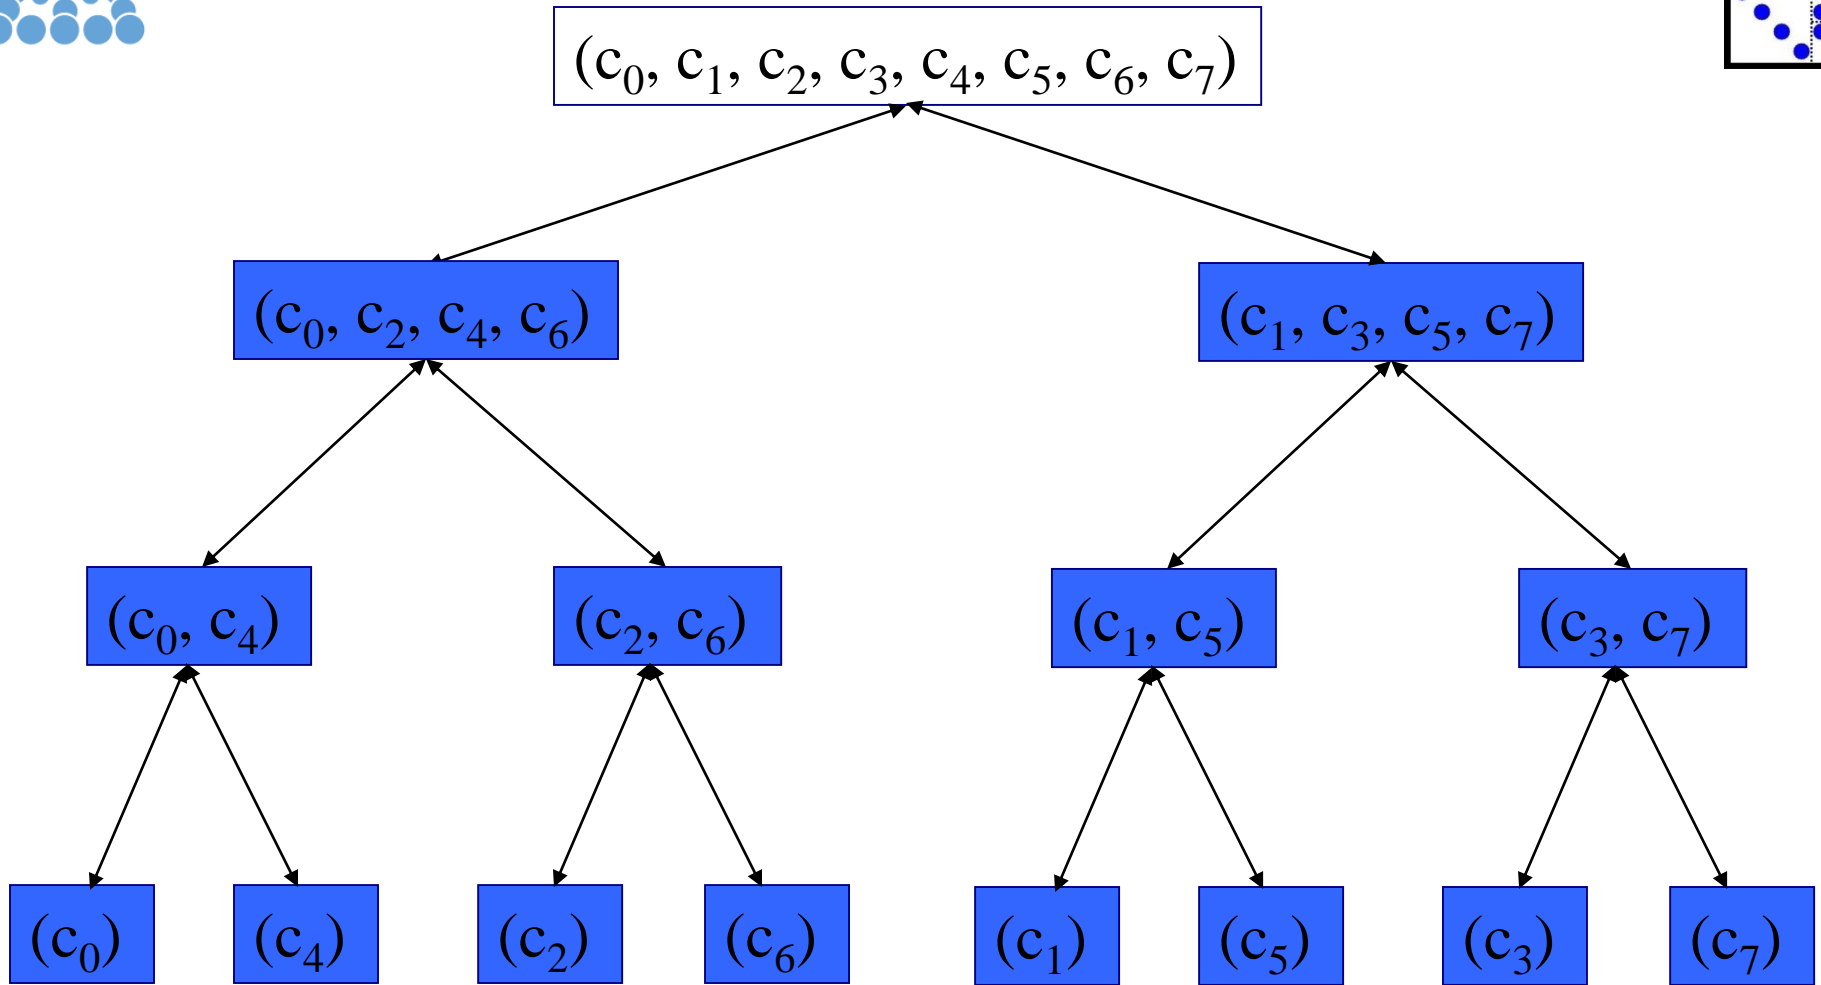 (c₀, c₁, c₂, c₃, c₄, c₅, c₆, c₇)
(c₀, c₂, c₄, c₆)
(c₁, c₃, c₅, c₇)
(c₀, c₄)
(c₂, c₆)
(c₁, c₅)
(c₃, c₇)
(c₀)
(c₄)
(c₂)
(c₆)
(c₁)
(c₅)
(c₃)
(c₇)